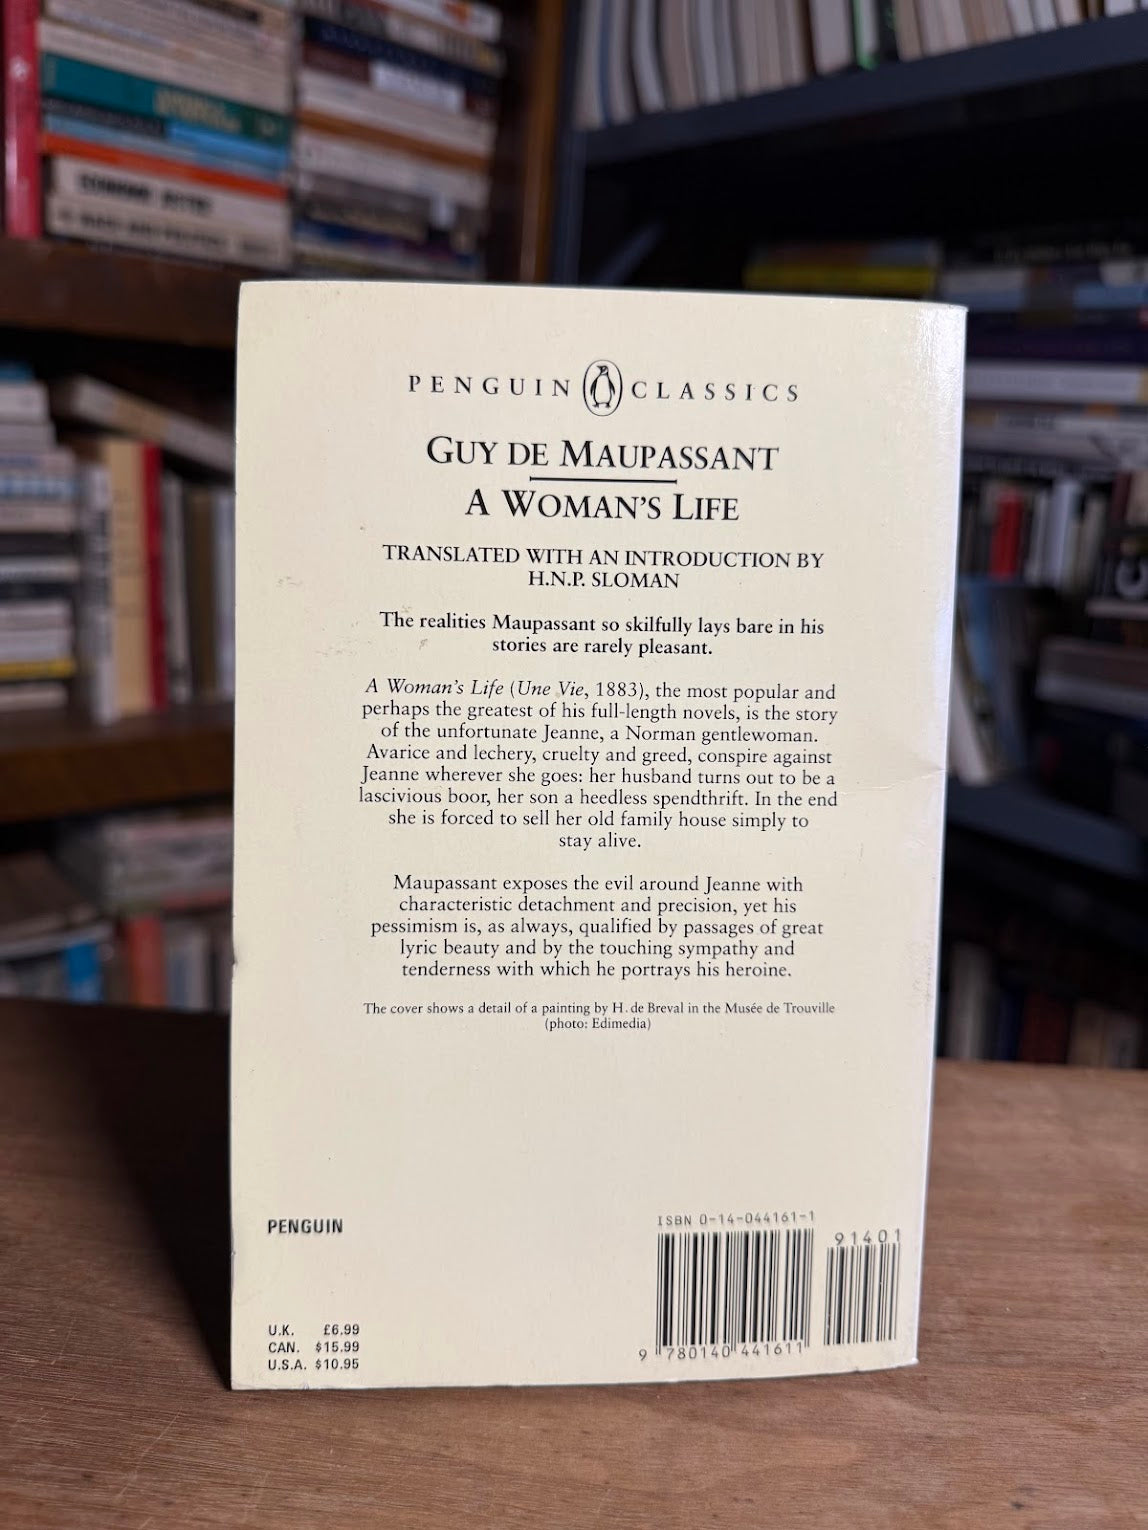 PENGUIN CLASSICS
GUY DE MAUPASSANT
A WOMAN'S LIFE
TRANSLATED WITH AN INTRODUCTION BY
H.N.P. SLOMAN
The realities Maupassant so skilfully lays bare in his
stories are rarely pleasant.
A Woman's Life (Une Vie, 1883), the most popular and
perhaps the greatest of his full-length novels, is the story
of the unfortunate Jeanne, a Norman gentlewoman.
Avarice and lechery, cruelty and greed, conspire against
Jeanne wherever she goes: her husband turns out to be a
lascivious boor, her son a heedless spendthrift. In the end
she is forced to sell her old family house simply to
stay alive.
Maupassant exposes the evil around Jeanne with
characteristic detachment and precision, yet his
pessimism is, as always, qualified by passages of great
lyric beauty and by the touching sympathy and
tenderness with which he portrays his heroine.
The cover shows a detail of a painting by H. de Breval in the Musée de Trouville
(photo: Edimedia)
PENGUIN
U.K. £6.99
CAN. $15.99
U.S.A. $10.95
ISBN 0-14-044161-1
91401
9 780140 441611